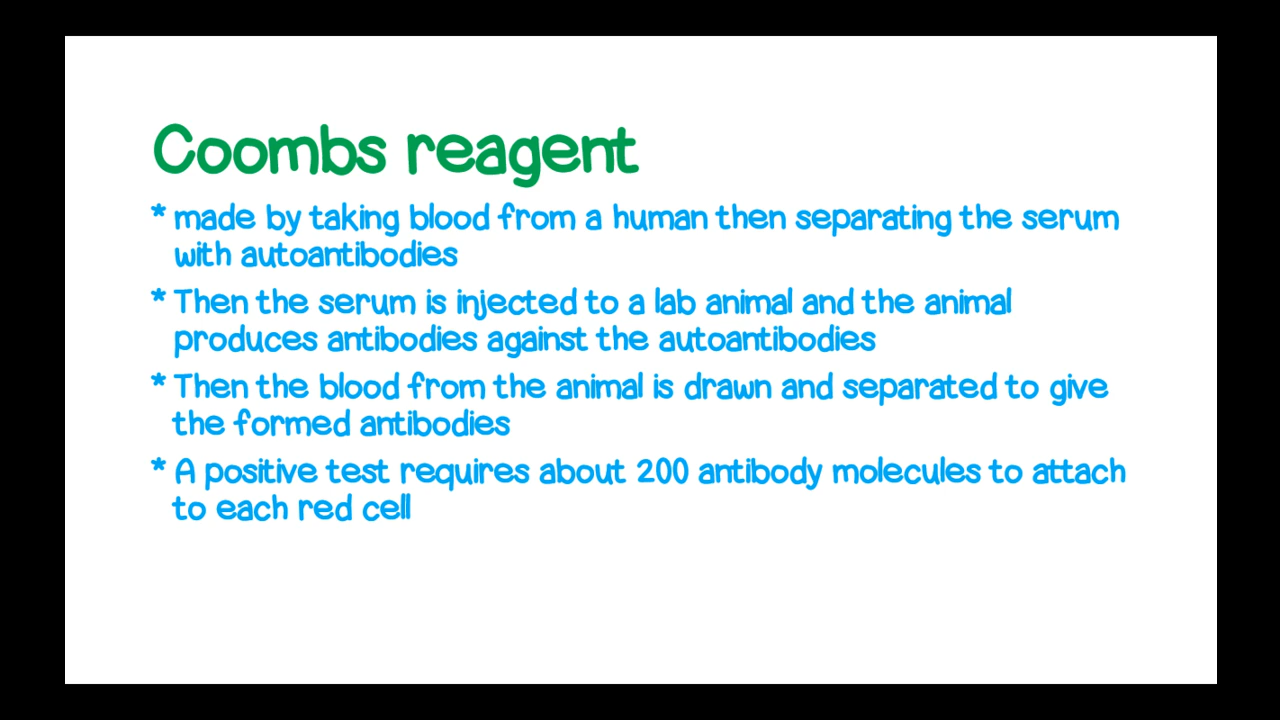 Coombs reagent
* made by taking blood from a human then separating the serum
with autoantibodies
* Then the serum is injected to a lab animal and the animal
produces antibodies against the autoantibodies
* Then the blood from the animal is drawn and separated to give
the formed antibodies
* A positive test requires about 200 antibody molecules to attach
to each red cell